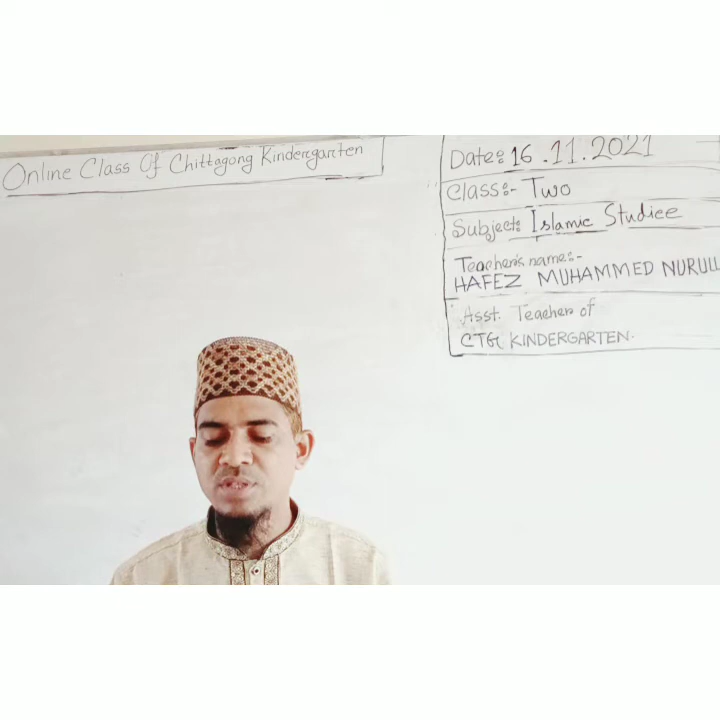 Online Class Of Chittagong Kindergarten
Date: 16.11.2021
Class:- Two
Subject: Islamic Studiee
Teacher's name:-
HAFEZ MUHAMMED NURULL
Asst. Teacher of
CTG KINDERGARTEN.